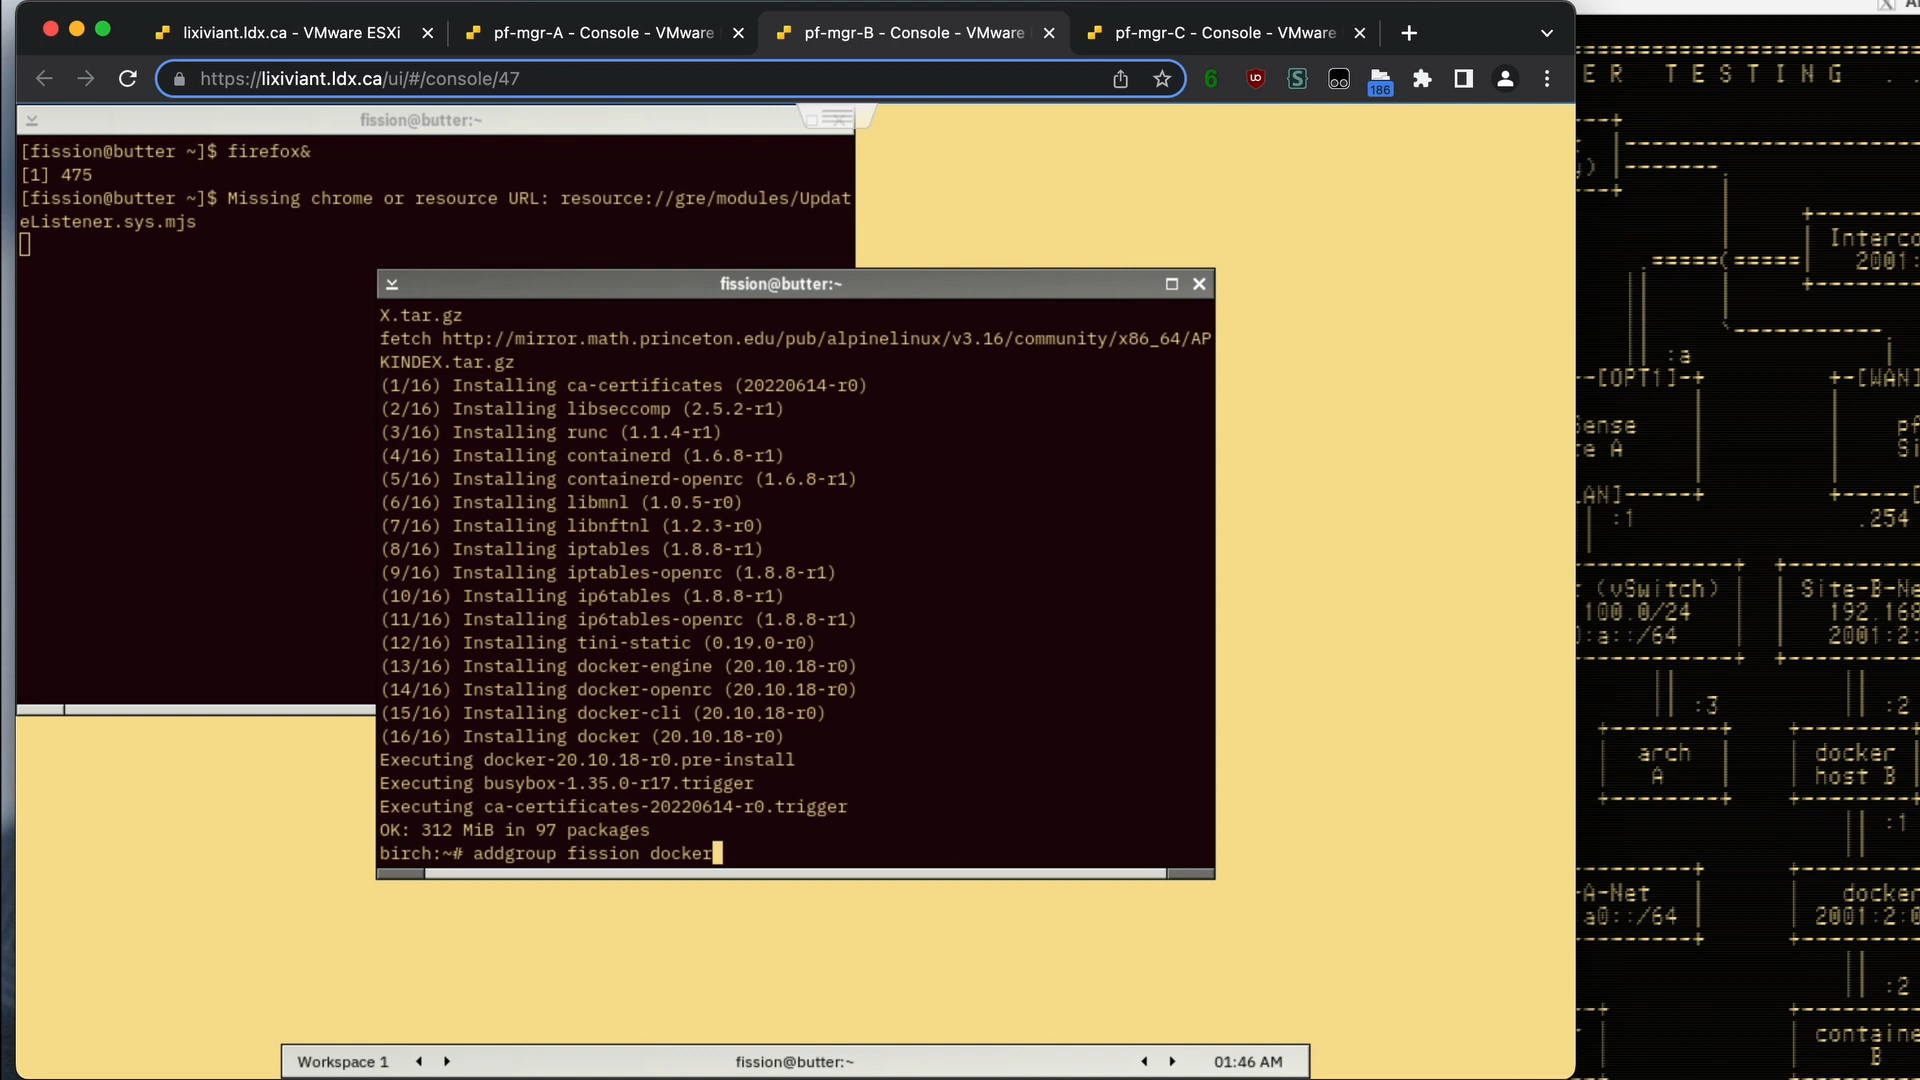 lixiviant.ldx.ca - VMware ESXi
pf-mgr-A - Console - VMware
pf-mgr-B - Console - VMware
pf-mgr-C - Console - VMware
https://lixiviant.ldx.ca/ui/#/console/47
6
186
fission@butter:~
[fission@butter ~]$ firefox&
[1] 475
[fission@butter ~]$ Missing chrome or resource URL: resource://gre/modules/Updat
eListener.sys.mjs
fission@butter:~
X.tar.gz
fetch http://mirror.math.princeton.edu/pub/alpinelinux/v3.16/community/x86_64/AP
KINDEX.tar.gz
(1/16) Installing ca-certificates (20220614-r0)
(2/16) Installing libseccomp (2.5.2-r1)
(3/16) Installing runc (1.1.4-r1)
(4/16) Installing containerd (1.6.8-r1)
(5/16) Installing containerd-openrc (1.6.8-r1)
(6/16) Installing libmnl (1.0.5-r0)
(7/16) Installing libnftnl (1.2.3-r0)
(8/16) Installing iptables (1.8.8-r1)
(9/16) Installing iptables-openrc (1.8.8-r1)
(10/16) Installing ip6tables (1.8.8-r1)
(11/16) Installing ip6tables-openrc (1.8.8-r1)
(12/16) Installing tini-static (0.19.0-r0)
(13/16) Installing docker-engine (20.10.18-r0)
(14/16) Installing docker-openrc (20.10.18-r0)
(15/16) Installing docker-cli (20.10.18-r0)
(16/16) Installing docker (20.10.18-r0)
Executing docker-20.10.18-r0.pre-install
Executing busybox-1.35.0-r17.trigger
Executing ca-certificates-20220614-r0.trigger
OK: 312 MiB in 97 packages
birch:~# addgroup fission docker
Workspace 1
fission@butter:~
01:46 AM
ER TESTING ..
Interco
2001:
:a
-[OPT1]-+ +-[WAN]
ense pf
te A Si
AN]-----+
:1 .254
(vSwitch) Site-B-Ne
100.0/24 192.168
:a::/64 2001:2:
:3 :2
arch docker
A host B
:1
-A-Net docker
a0::/64 2001:2:0
:2
containe
B